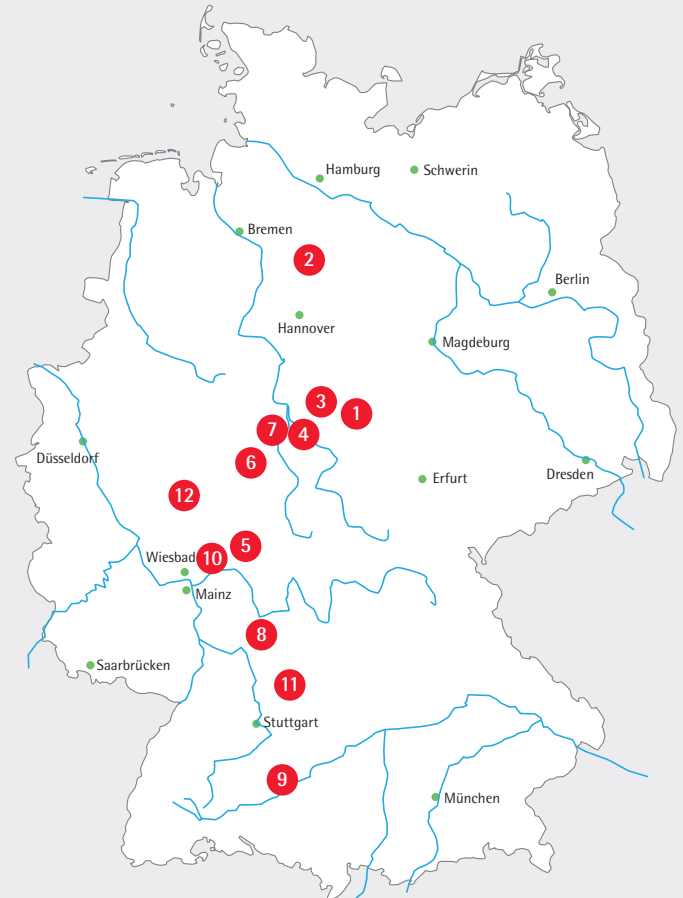 Hamburg
Schwerin
Bremen
2
Berlin
Hannover
Magdeburg
3
1
7
4
Düsseldorf
6
Dresden
Erfurt
12
5
Wiesbad
10
Mainz
8
Saarbrücken
11
Stuttgart
9
München